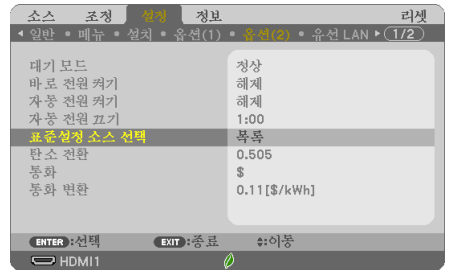 소스 조정 설정 정보 리셋
◀ 일반 • 메뉴 • 설치 • 옵션(1) • 옵션(2) • 유선 LAN ▶ 1/2
대기 모드 정상
바로 전원 켜기 해제
자동 전원 켜기 해제
자동 전원 끄기 1:00
표준설정 소스 선택 목록
탄소 전환 0.505
통화 $
통화 변환 0.11[$/kWh]
ENTER :선택 EXIT :종료 :이동
HDMI1